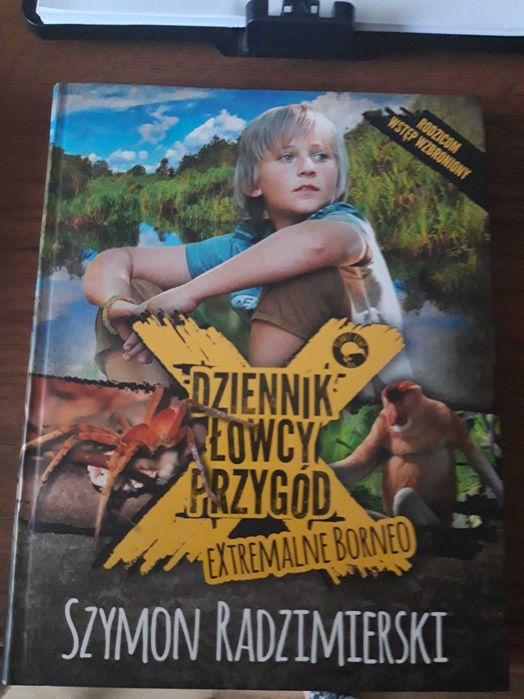 RODZICOM
WSTĘP WZBRONIONY
DZIENNIK
ŁOWCY
PRZYGÓD
EXTREMALNE BORNEO
SZYMON RADZIMIERSKI